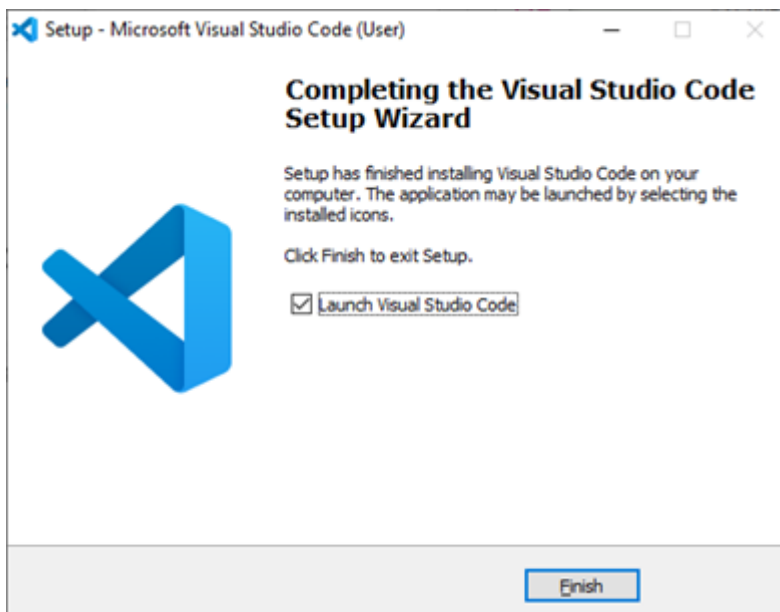 Setup - Microsoft Visual Studio Code (User)
Completing the Visual Studio Code
Setup Wizard
Setup has finished installing Visual Studio Code on your
computer. The application may be launched by selecting the
installed icons.
Click Finish to exit Setup.
Launch Visual Studio Code
Finish